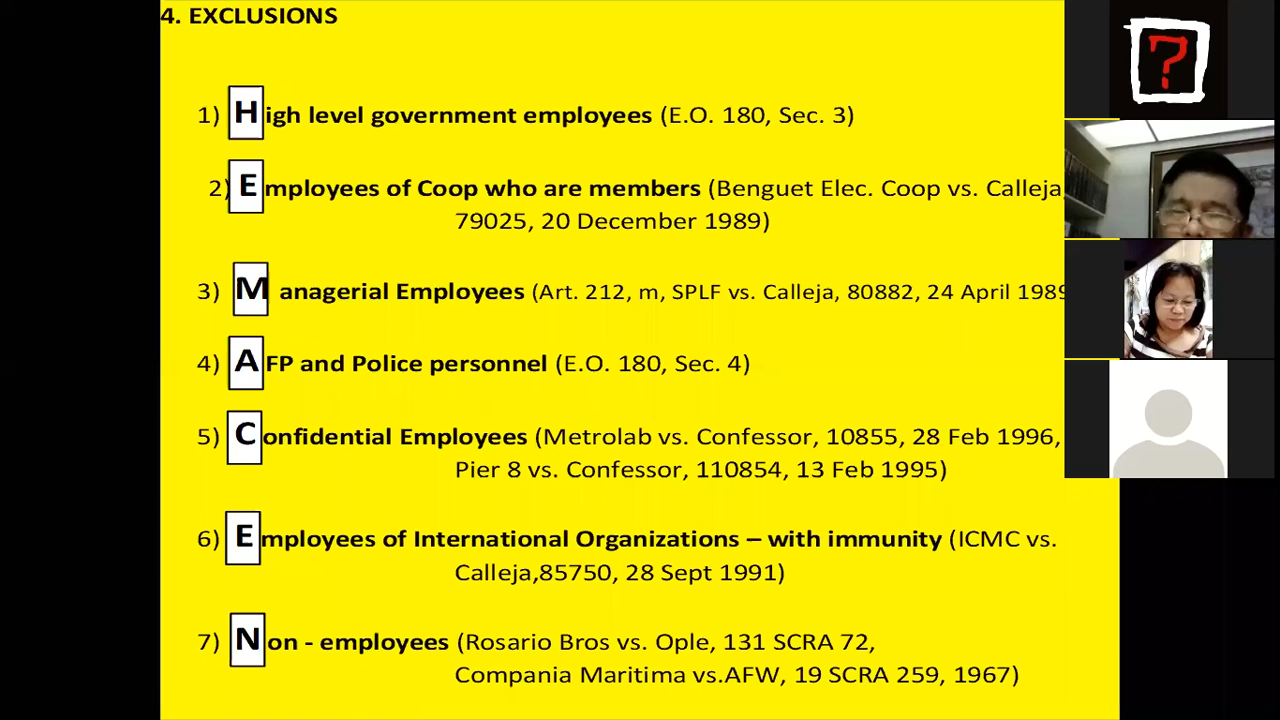 4. EXCLUSIONS
1) High level government employees (E.O. 180, Sec. 3)
2) Employees of Coop who are members (Benguet Elec. Coop vs. Calleja,
79025, 20 December 1989)
3) M anagerial Employees (Art. 212, m, SPLF vs. Calleja, 80882, 24 April 1989
4) AFP and Police personnel (E.O. 180, Sec. 4)
5) Confidential Employees (Metrolab vs. Confessor, 10855, 28 Feb 1996,
Pier 8 vs. Confessor, 110854, 13 Feb 1995)
6) Employees of International Organizations – with immunity (ICMC vs.
Calleja,85750, 28 Sept 1991)
7) Non - employees (Rosario Bros vs. Ople, 131 SCRA 72,
Compania Maritima vs.AFW, 19 SCRA 259, 1967)
?